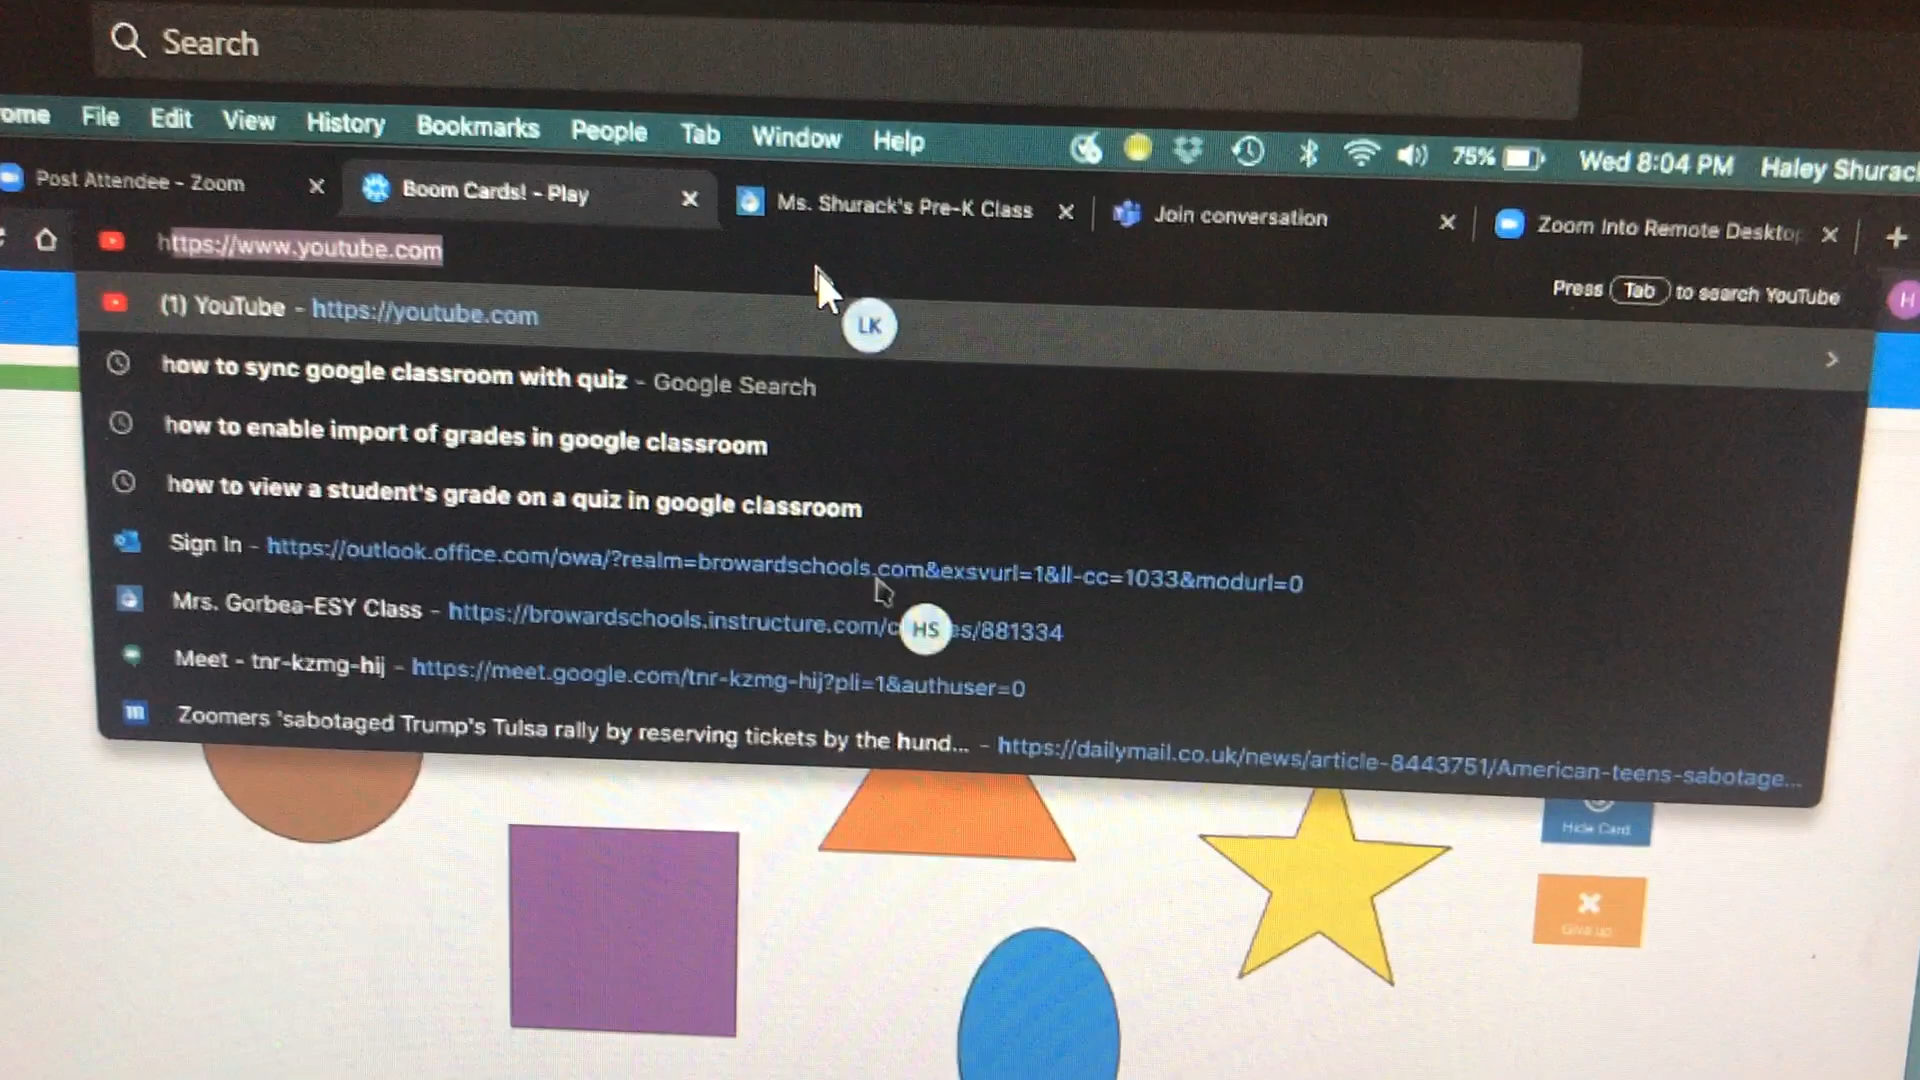 Search
ome File Edit View History Bookmarks People Tab Window Help 75% Wed 8:04 PM Haley Shurack
Post Attendee - Zoom Boom Cards! - Play Ms. Shurack's Pre-K Class Join conversation Zoom Into Remote Desktop
https://www.youtube.com
Press Tab to search YouTube H
(1) YouTube - https://youtube.com
LK
how to sync google classroom with quiz - Google Search
how to enable import of grades in google classroom
how to view a student's grade on a quiz in google classroom
Sign In - https://outlook.office.com/owa/?realm=browardschools.com&exsvurl=1&ll-cc=1033&modurl=0
Mrs. Gorbea-ESY Class - https://browardschools.instructure.com/c HS es/881334
Meet - tnr-kzmg-hij - https://meet.google.com/tnr-kzmg-hij?pli=1&authuser=0
Zoomers 'sabotaged Trump's Tulsa rally by reserving tickets by the hund... - https://dailymail.co.uk/news/article-8443751/American-teens-sabotage...
Hide Card
Give up